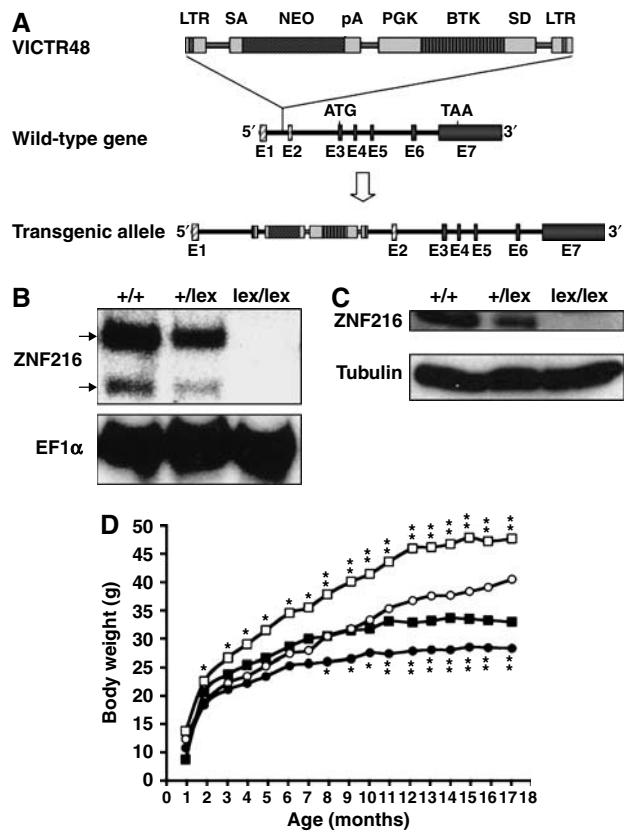 A
LTR SA NEO pA PGK BTK SD LTR
VICTR48
ATG TAA
Wild-type gene 5′ 3′
E1 E2 E3 E4 E5 E6 E7
Transgenic allele 5′ 3′
E1 E2 E3 E4 E5 E6 E7
B
+/+ +/lex lex/lex
ZNF216
EF1α
C
+/+ +/lex lex/lex
ZNF216
Tubulin
D
50
45
40
35
30
25
20
15
10
5
0
Body weight (g)
* * * * * * ** ** ** ** ** ** ** ** ** **
* * * ** ** ** ** ** ** **
0 1 2 3 4 5 6 7 8 9 10 11 12 13 14 15 16 17 18
Age (months)